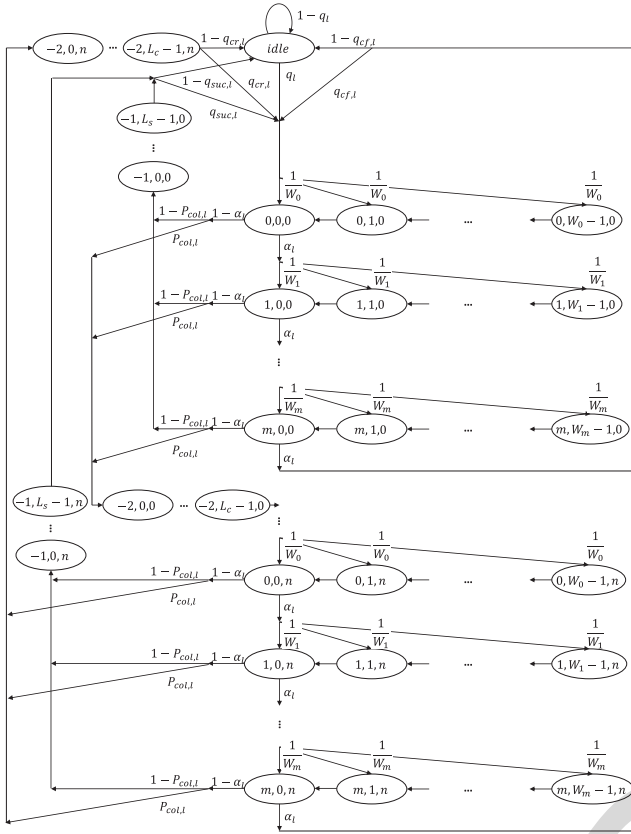 1 − q_l
1 − q_{cr,l}
1 − q_{cf,l}
−2,0,n ... −2,L_c−1,n
idle
1 − q_{suc,l}
q_{cr,l}
q_l
q_{suc,l}
q_{cf,l}
−1,L_s−1,0
⋮
−1,0,0
1/W_0 1/W_0 1/W_0
1 − P_{col,l} 1 − α_l 0,0,0 0,1,0 ... 0,W_0−1,0
P_{col,l}
α_l
1/W_1 1/W_1 1/W_1
1 − P_{col,l} 1 − α_l 1,0,0 1,1,0 ... 1,W_1−1,0
P_{col,l}
α_l
⋮
1/W_m 1/W_m 1/W_m
1 − P_{col,l} 1 − α_l m,0,0 m,1,0 ... m,W_m−1,0
P_{col,l}
α_l
−1,L_s−1,n −2,0,0 ... −2,L_c−1,0
⋮ ⋮
−1,0,n
1/W_0 1/W_0 1/W_0
1 − P_{col,l} 1 − α_l 0,0,n 0,1,n ... 0,W_0−1,n
P_{col,l}
α_l
1/W_1 1/W_1 1/W_1
1 − P_{col,l} 1 − α_l 1,0,n 1,1,n ... 1,W_1−1,n
P_{col,l}
α_l
⋮
1/W_m 1/W_m 1/W_m
1 − P_{col,l} 1 − α_l m,0,n m,1,n ... m,W_m−1,n
P_{col,l}
α_l